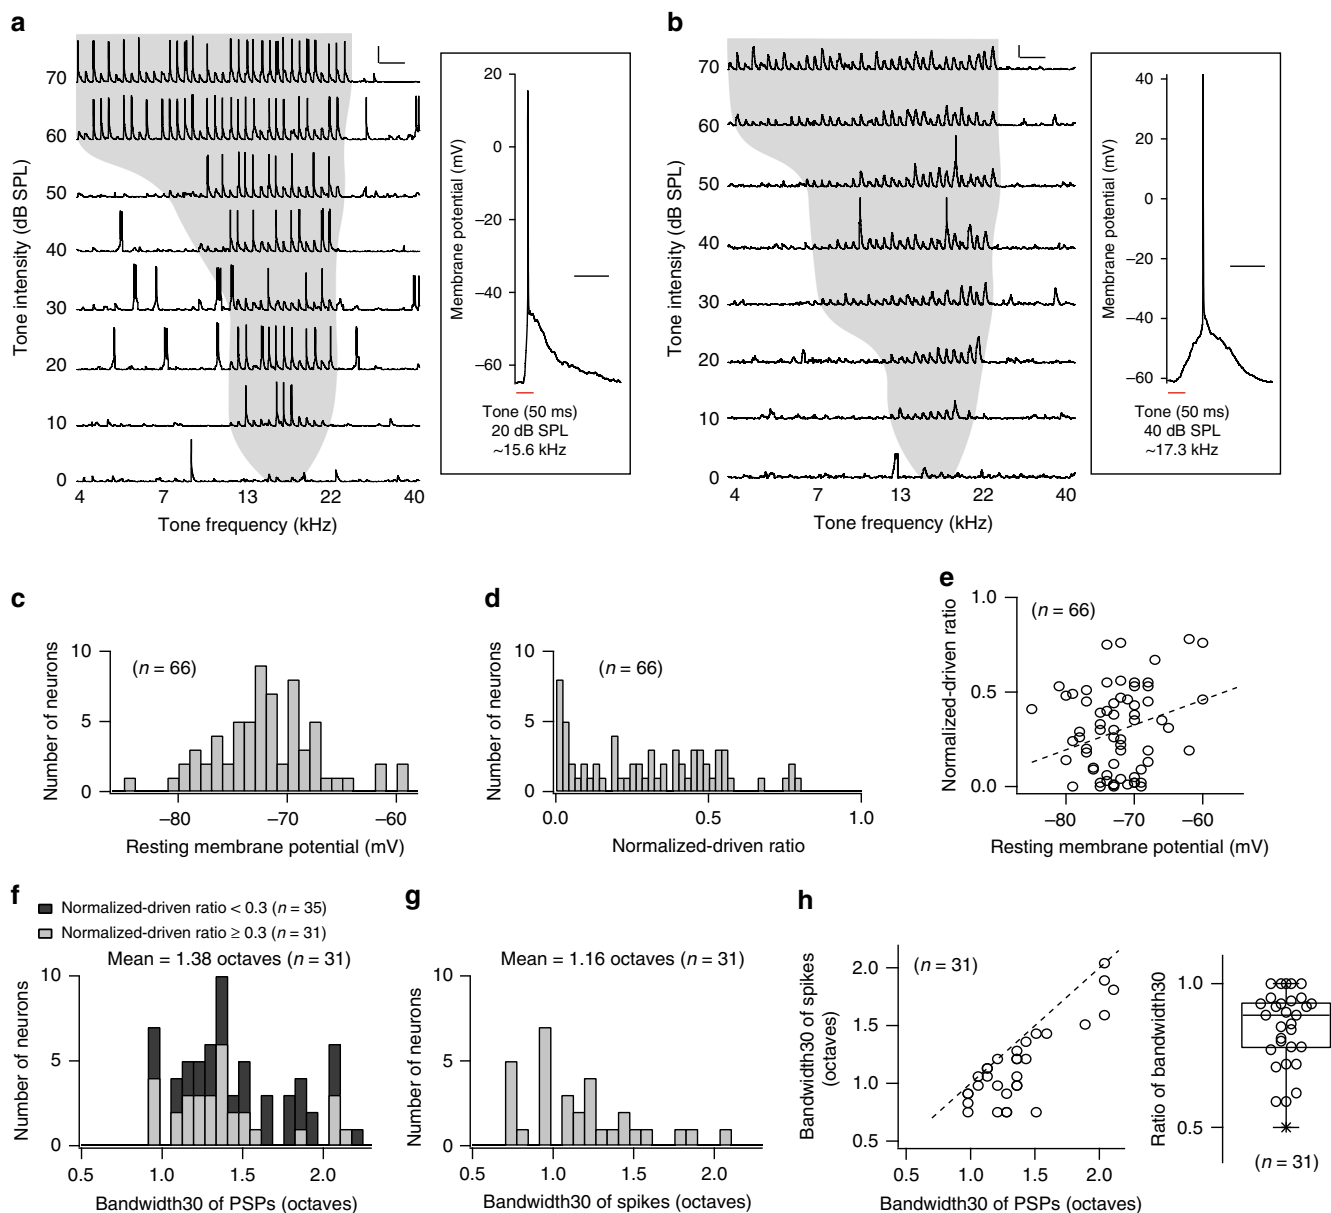 a
Tone intensity (dB SPL)
70
60
50
40
30
20
10
0
4 7 13 22 40
Tone frequency (kHz)
Membrane potential (mV)
20
0
−20
−40
−60
Tone (50 ms)
20 dB SPL
~15.6 kHz
b
Tone intensity (dB SPL)
70
60
50
40
30
20
10
0
4 7 13 22 40
Tone frequency (kHz)
Membrane potential (mV)
40
20
0
−20
−40
−60
Tone (50 ms)
40 dB SPL
~17.3 kHz
c
Number of neurons
10
5
0
(n = 66)
−80 −70 −60
Resting membrane potential (mV)
d
Number of neurons
10
5
0
(n = 66)
0.0 0.5 1.0
Normalized-driven ratio
e
Normalized-driven ratio
1.0
0.5
0.0
(n = 66)
−80 −70 −60
Resting membrane potential (mV)
f
Normalized-driven ratio < 0.3 (n = 35)
Normalized-driven ratio ≥ 0.3 (n = 31)
Mean = 1.38 octaves (n = 31)
Number of neurons
10
5
0
0.5 1.0 1.5 2.0
Bandwidth30 of PSPs (octaves)
g
Mean = 1.16 octaves (n = 31)
Number of neurons
10
5
0
0.5 1.0 1.5 2.0
Bandwidth30 of spikes (octaves)
h
Bandwidth30 of spikes
(octaves)
2.0
1.5
1.0
0.5
(n = 31)
0.5 1.0 1.5 2.0
Bandwidth30 of PSPs (octaves)
Ratio of bandwidth30
1.0
0.5
(n = 31)